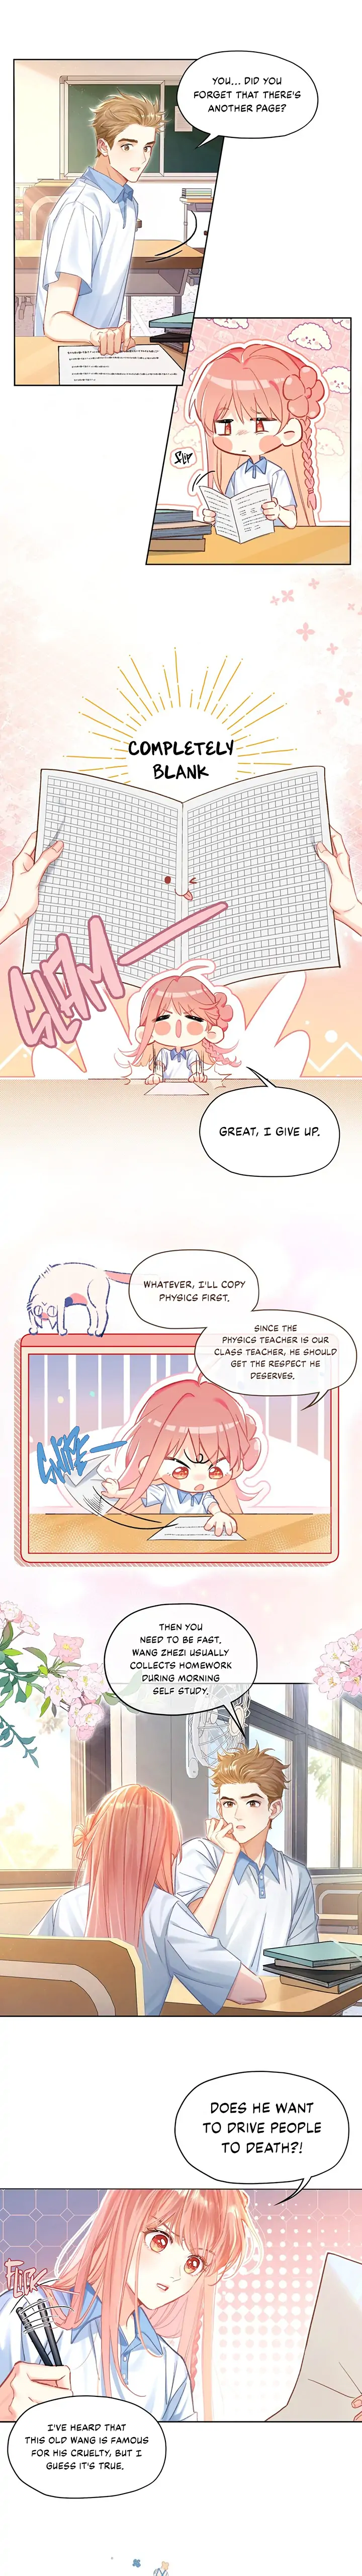 YOU... DID YOU
FORGET THAT THERE'S
ANOTHER PAGE?
FLIP
COMPLETELY
BLANK
SLAM
GREAT, I GIVE UP.
WHATEVER, I'LL COPY
PHYSICS FIRST.
SINCE THE
PHYSICS TEACHER IS OUR
CLASS TEACHER, HE SHOULD
GET THE RESPECT HE
DESERVES.
THEN YOU
NEED TO BE FAST.
WANG ZHEZI USUALLY
COLLECTS HOMEWORK
DURING MORNING
SELF STUDY.
DOES HE WANT
TO DRIVE PEOPLE
TO DEATH?!
FLICK
I'VE HEARD THAT
THIS OLD WANG IS FAMOUS
FOR HIS CRUELTY, BUT I
GUESS IT'S TRUE.